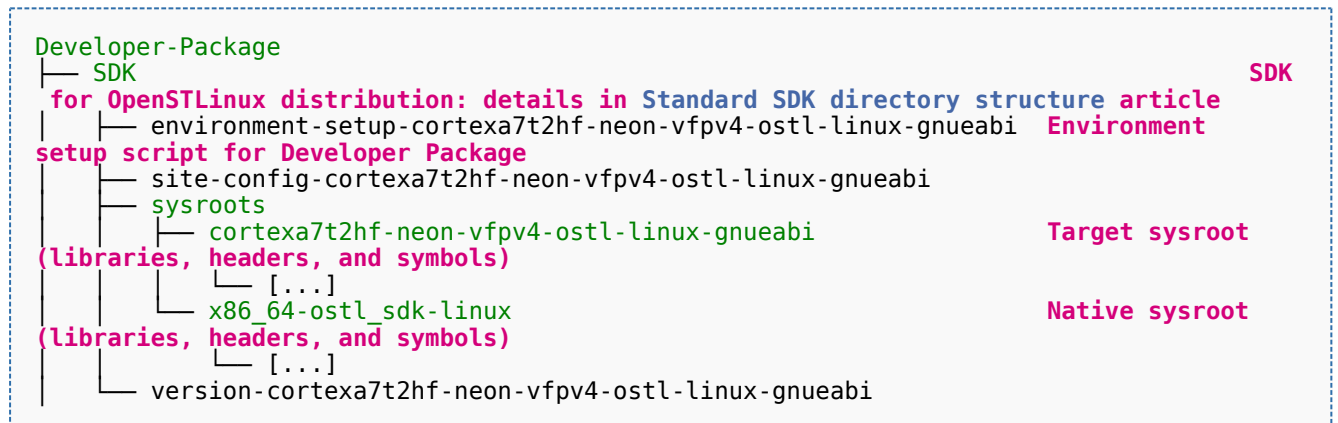 Developer-Package
├── SDK                                                                              SDK
 for OpenSTLinux distribution: details in Standard SDK directory structure article
│   ├── environment-setup-cortexa7t2hf-neon-vfpv4-ostl-linux-gnueabi  Environment
setup script for Developer Package
│   ├── site-config-cortexa7t2hf-neon-vfpv4-ostl-linux-gnueabi
│   ├── sysroots
│   │   ├── cortexa7t2hf-neon-vfpv4-ostl-linux-gnueabi                Target sysroot
(libraries, headers, and symbols)
│   │   │   └── [...]
│   │   └── x86_64-ostl_sdk-linux                                     Native sysroot
(libraries, headers, and symbols)
│   │       └── [...]
│   └── version-cortexa7t2hf-neon-vfpv4-ostl-linux-gnueabi